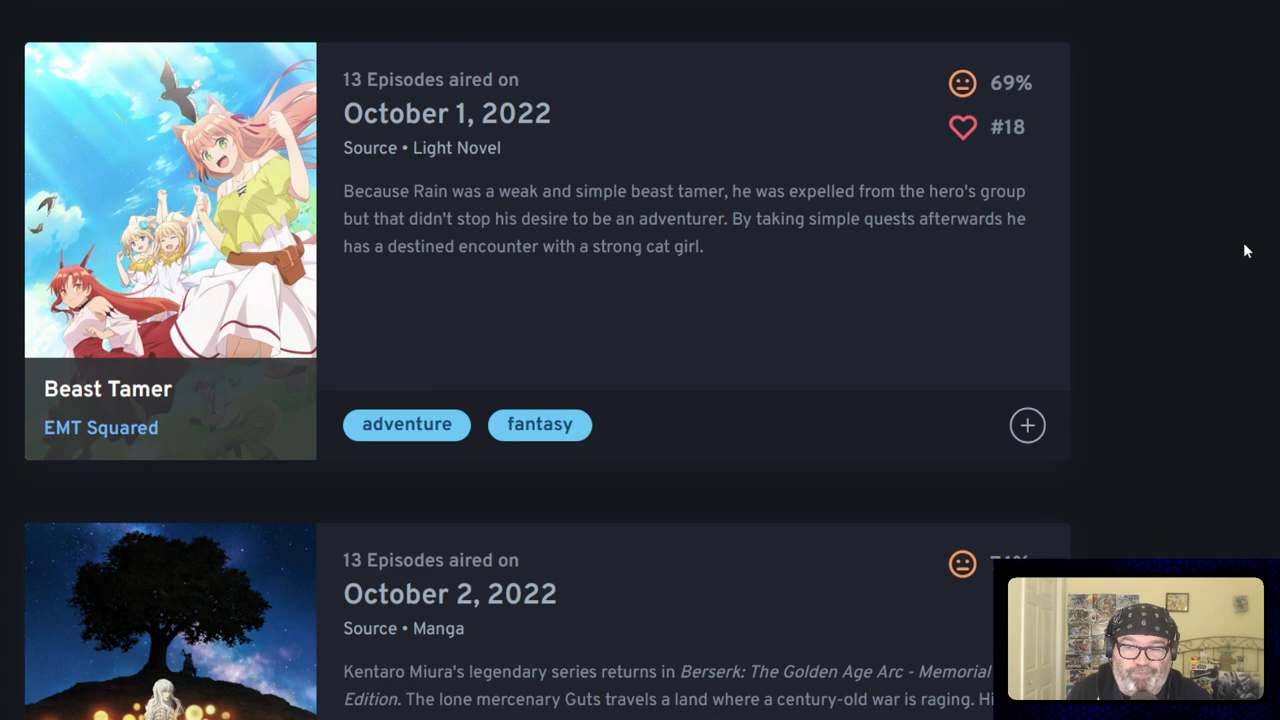 13 Episodes aired on
October 1, 2022
Source • Light Novel
69%
#18
Because Rain was a weak and simple beast tamer, he was expelled from the hero's group
but that didn't stop his desire to be an adventurer. By taking simple quests afterwards he
has a destined encounter with a strong cat girl.
Beast Tamer
EMT Squared
adventure
fantasy
13 Episodes aired on
October 2, 2022
Source • Manga
Kentaro Miura's legendary series returns in Berserk: The Golden Age Arc - Memorial
Edition. The lone mercenary Guts travels a land where a century-old war is raging. Hi